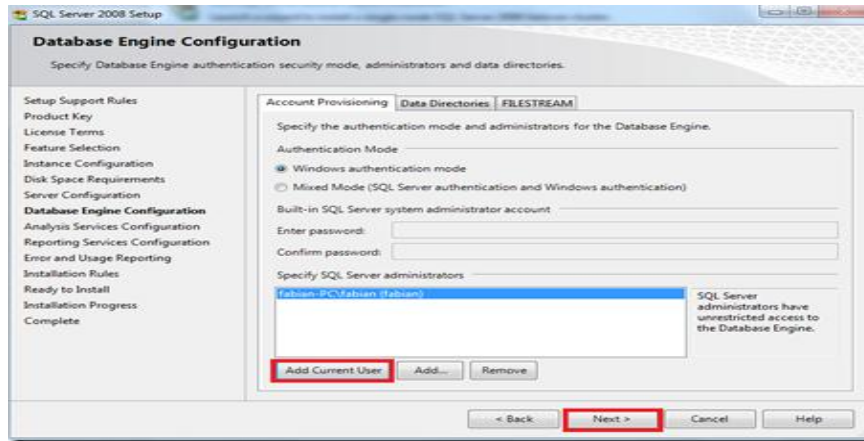 SQL Server 2008 Setup
Database Engine Configuration
Specify Database Engine authentication security mode, administrators and data directories.
Setup Support Rules
Product Key
License Terms
Feature Selection
Instance Configuration
Disk Space Requirements
Server Configuration
Database Engine Configuration
Analysis Services Configuration
Reporting Services Configuration
Error and Usage Reporting
Installation Rules
Ready to Install
Installation Progress
Complete
Account Provisioning Data Directories FILESTREAM
Specify the authentication mode and administrators for the Database Engine.
Authentication Mode
Windows authentication mode
Mixed Mode (SQL Server authentication and Windows authentication)
Built-in SQL Server system administrator account
Enter password:
Confirm password:
Specify SQL Server administrators
fabian-PC\fabian (fabian)
SQL Server
administrators have
unrestricted access to
the Database Engine.
Add Current User Add... Remove
< Back Next > Cancel Help